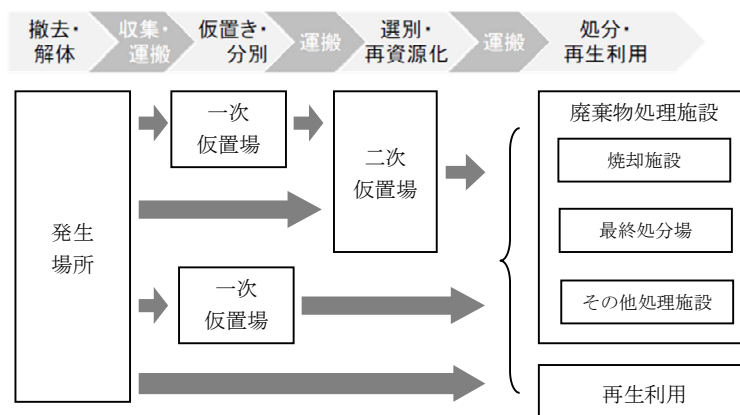 撤去・
解体
収集・
運搬
仮置き・
分別
運搬
選別・
再資源化
運搬
処分・
再生利用
発生
場所
一次
仮置場
二次
仮置場
一次
仮置場
廃棄物処理施設
焼却施設
最終処分場
その他処理施設
再生利用